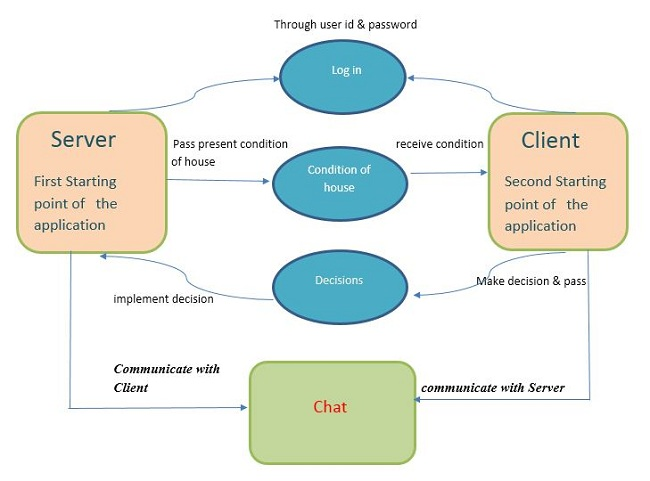 Through user id & password
Log in
Server
First Starting
point of the
application
Pass present condition
of house
Condition of
house
receive condition
Client
Second Starting
point of the
application
Decisions
implement decision
Make decision & pass
Communicate with
Client
Chat
communicate with Server